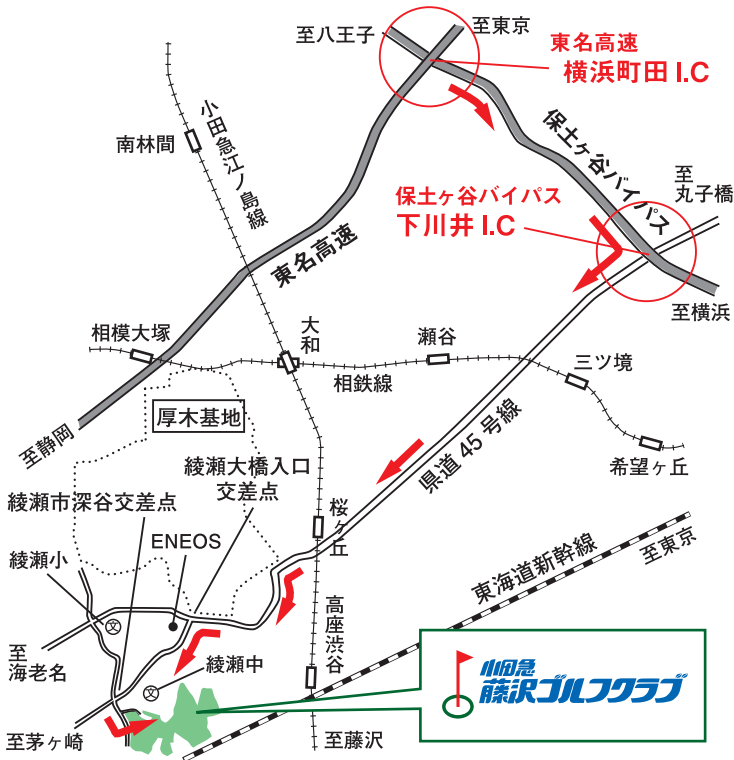 至八王子
至東京
東名高速
横浜町田 I.C
小田急江ノ島線
南林間
保土ヶ谷バイパス
至
丸子橋
保土ヶ谷バイパス
下川井 I.C
東名高速
至横浜
相模大塚
大和
瀬谷
三ツ境
相鉄線
厚木基地
至静岡
県道45号線
希望ヶ丘
綾瀬大橋入口
交差点
綾瀬市深谷交差点
桜ヶ丘
ENEOS
綾瀬小
文
東海道新幹線
至東京
高座渋谷
至
海老名
綾瀬中
文
小田急
藤沢ゴルフクラブ
至茅ヶ崎
至藤沢